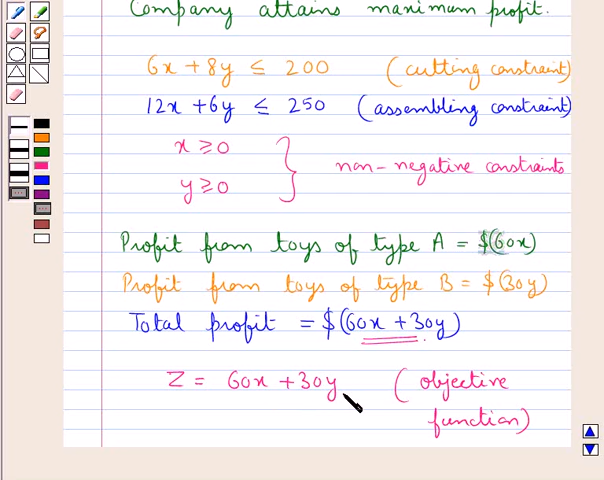 Company attains maximum profit.
6x + 8y ≤ 200 (cutting constraint)
12x + 6y ≤ 250 (assembling constraint)
x ≥ 0
y ≥ 0 } non-negative constraints
Profit from toys of type A = $(60x)
Profit from toys of type B = $(30y)
Total profit = $(60x + 30y)
Z = 60x + 30y (objective
function)